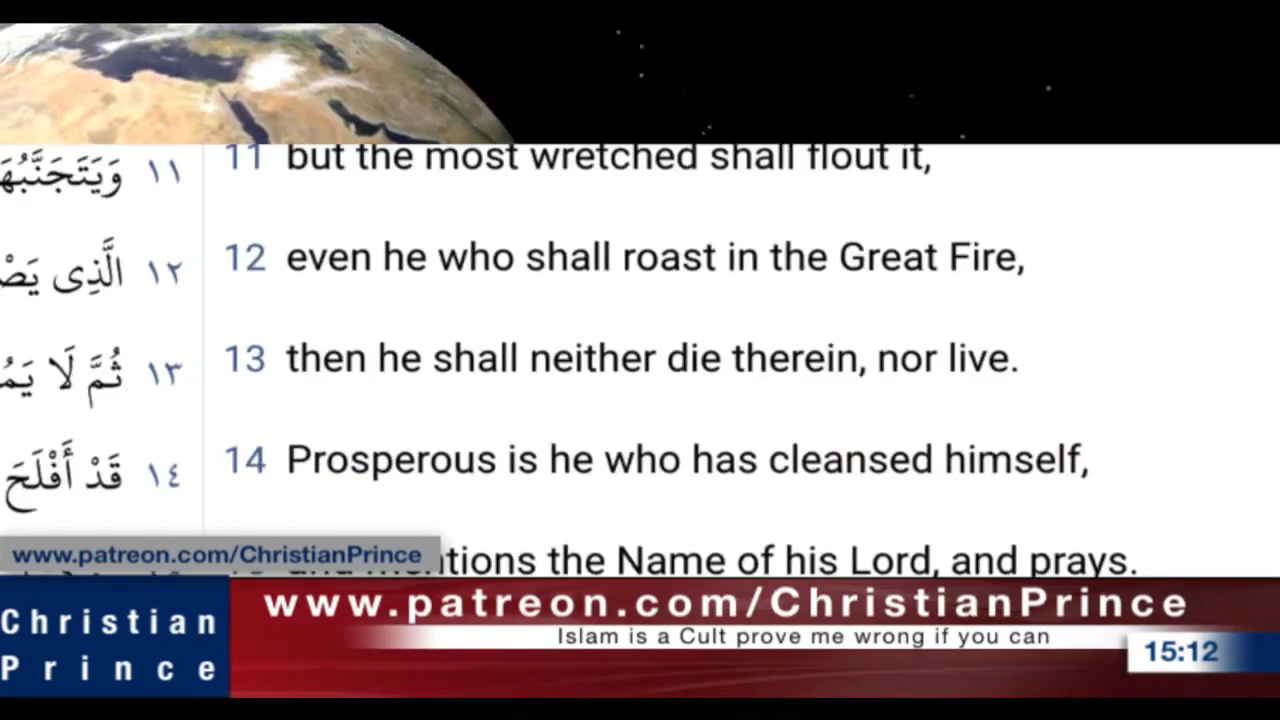 11 but the most wretched shall flout it,
١١ وَيَتَجَنَّبُهَ
12 even he who shall roast in the Great Fire,
١٢ الَّذِى يَصْ
13 then he shall neither die therein, nor live.
١٣ ثُمَّ لَا يَمُ
14 Prosperous is he who has cleansed himself,
١٤ قَدْ أَفْلَحَ
the Name of his Lord, and prays.
www.patreon.com/ChristianPrince
Christian
Prince
www.patreon.com/ChristianPrince
Islam is a Cult prove me wrong if you can
15:12